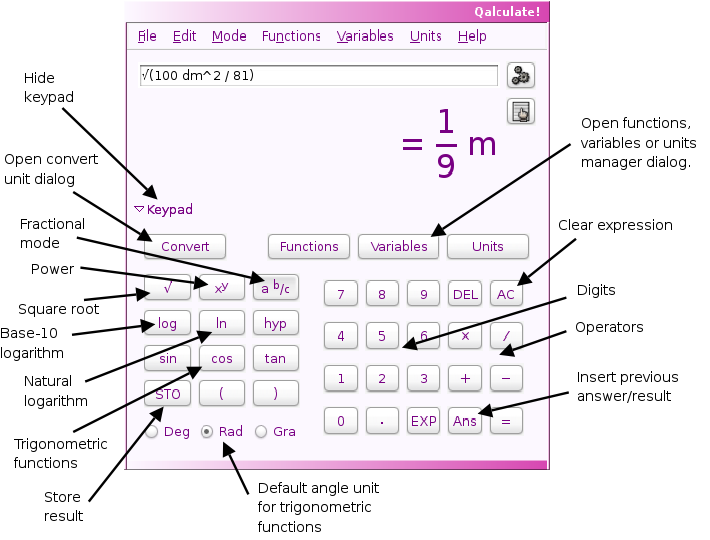 Qalculate!
File Edit Mode Functions Variables Units Help
√(100 dm^2 / 81)
= 1/9 m
Hide
keypad
Open convert
unit dialog
Fractional
mode
Power
Square root
Base-10
logarithm
Natural
logarithm
Trigonometric
functions
Store
result
Keypad
Convert Functions Variables Units
√ xy a b/c 7 8 9 DEL AC
log ln hyp 4 5 6 x /
sin cos tan 1 2 3 + −
STO ( ) 0 . EXP Ans =
Deg Rad Gra
Default angle unit
for trigonometric
functions
Open functions,
variables or units
manager dialog.
Clear expression
Digits
Operators
Insert previous
answer/result